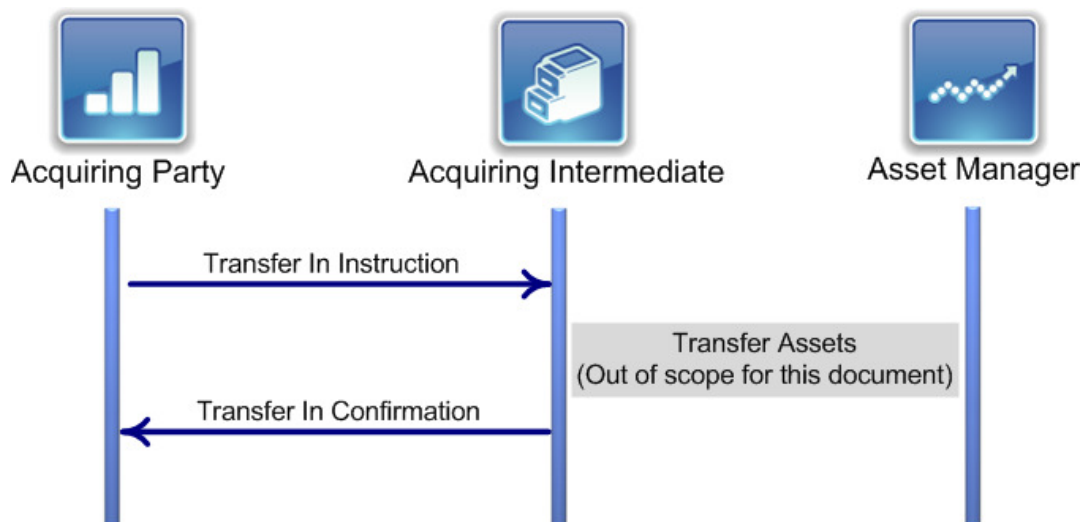 Acquiring Party
Acquiring Intermediate
Asset Manager
Transfer In Instruction
Transfer Assets
(Out of scope for this document)
Transfer In Confirmation